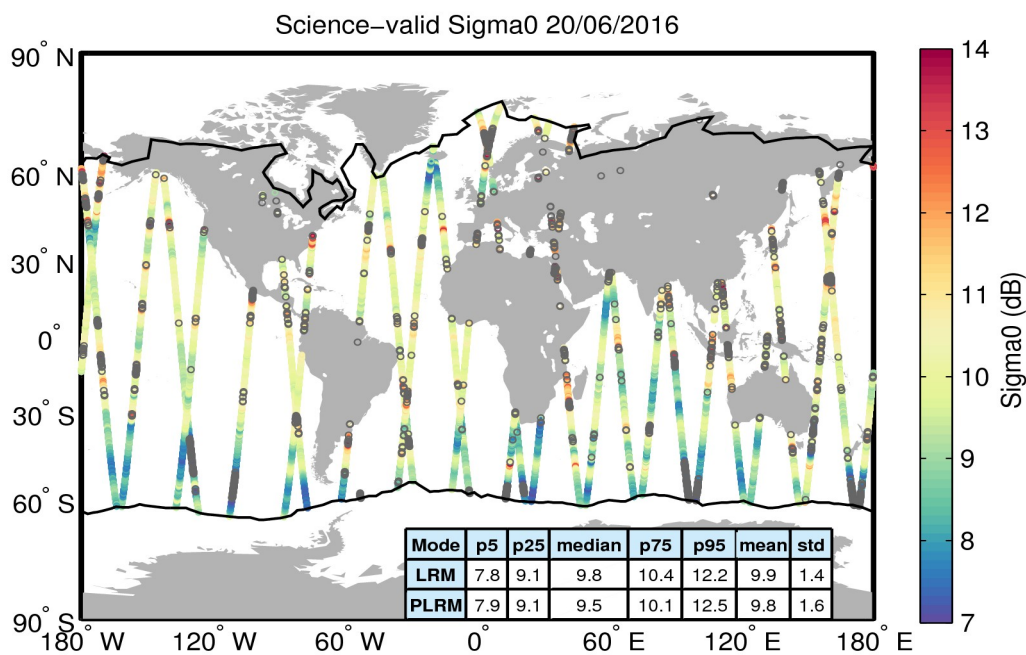 Science−valid Sigma0 20/06/2016
90° N
60° N
30° N
0°
30° S
60° S
90° S
180° W
120° W
60° W
0°
60° E
120° E
180° E
Mode p5 p25 median p75 p95 mean std
LRM 7.8 9.1 9.8 10.4 12.2 9.9 1.4
PLRM 7.9 9.1 9.5 10.1 12.5 9.8 1.6
14
13
12
11
10
9
8
7
Sigma0 (dB)